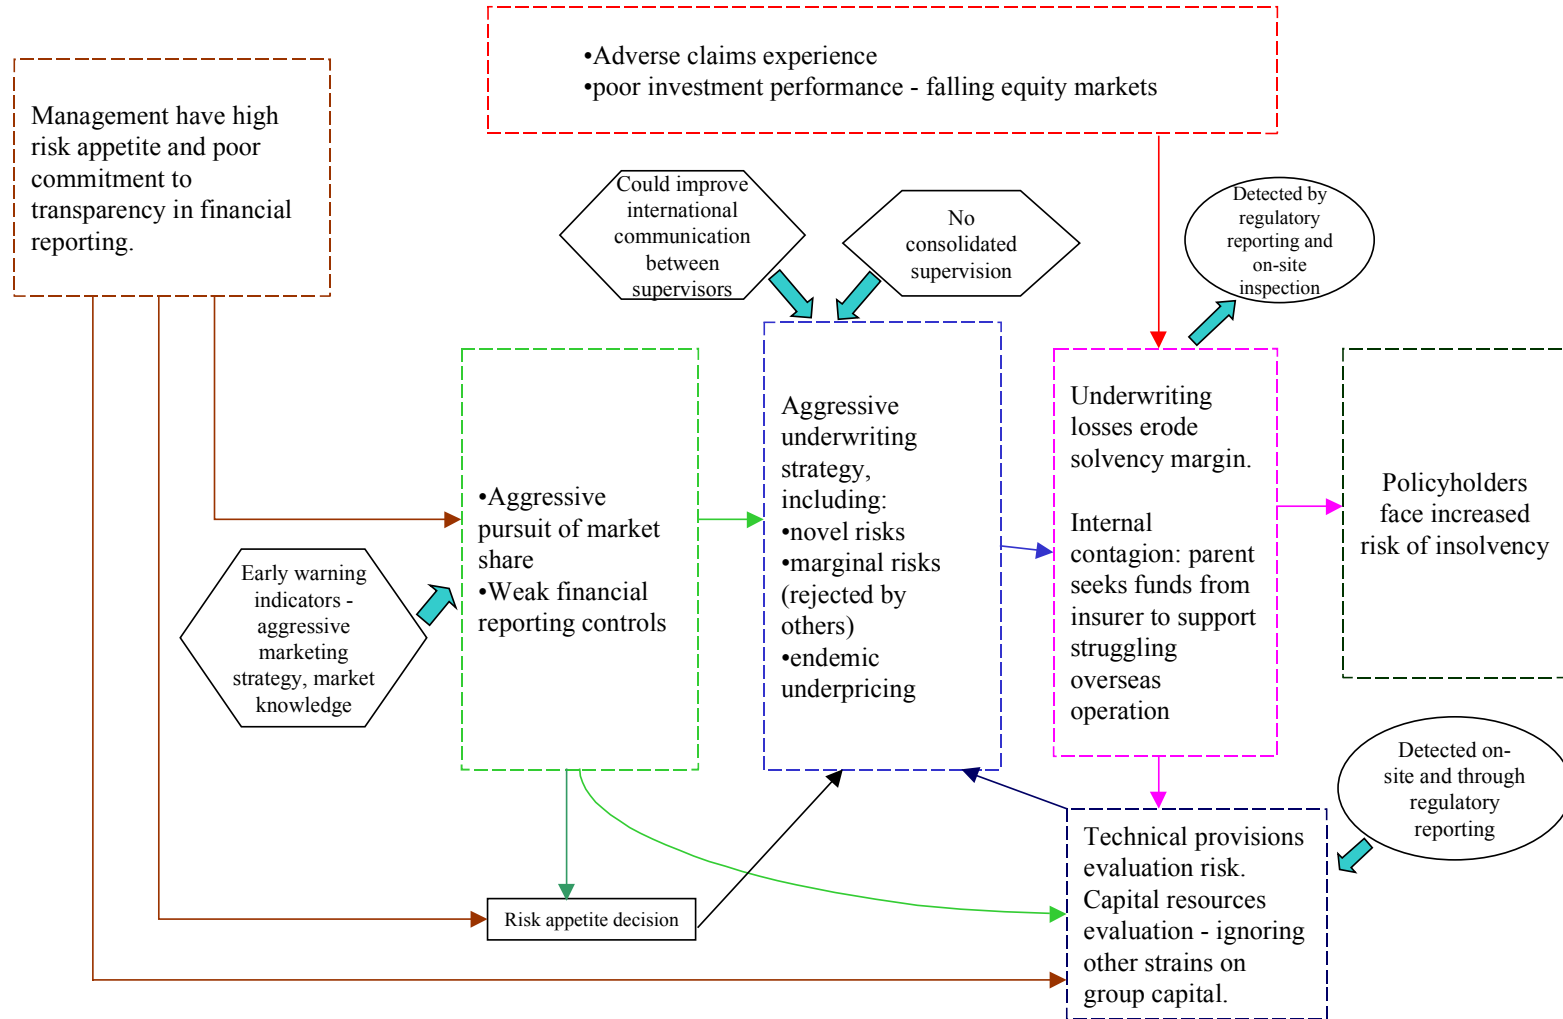 •Adverse claims experience
•poor investment performance - falling equity markets
Management have high
risk appetite and poor
commitment to
transparency in financial
reporting.
Could improve
international
communication
between
supervisors
No
consolidated
supervision
Detected by
regulatory
reporting and
on-site
inspection
•Aggressive
pursuit of market
share
•Weak financial
reporting controls
Aggressive
underwriting
strategy,
including:
•novel risks
•marginal risks
(rejected by
others)
•endemic
underpricing
Underwriting
losses erode
solvency margin.
Internal
contagion: parent
seeks funds from
insurer to support
struggling
overseas
operation
Policyholders
face increased
risk of insolvency
Early warning
indicators -
aggressive
marketing
strategy, market
knowledge
Detected on-
site and through
regulatory
reporting
Risk appetite decision
Technical provisions
evaluation risk.
Capital resources
evaluation - ignoring
other strains on
group capital.